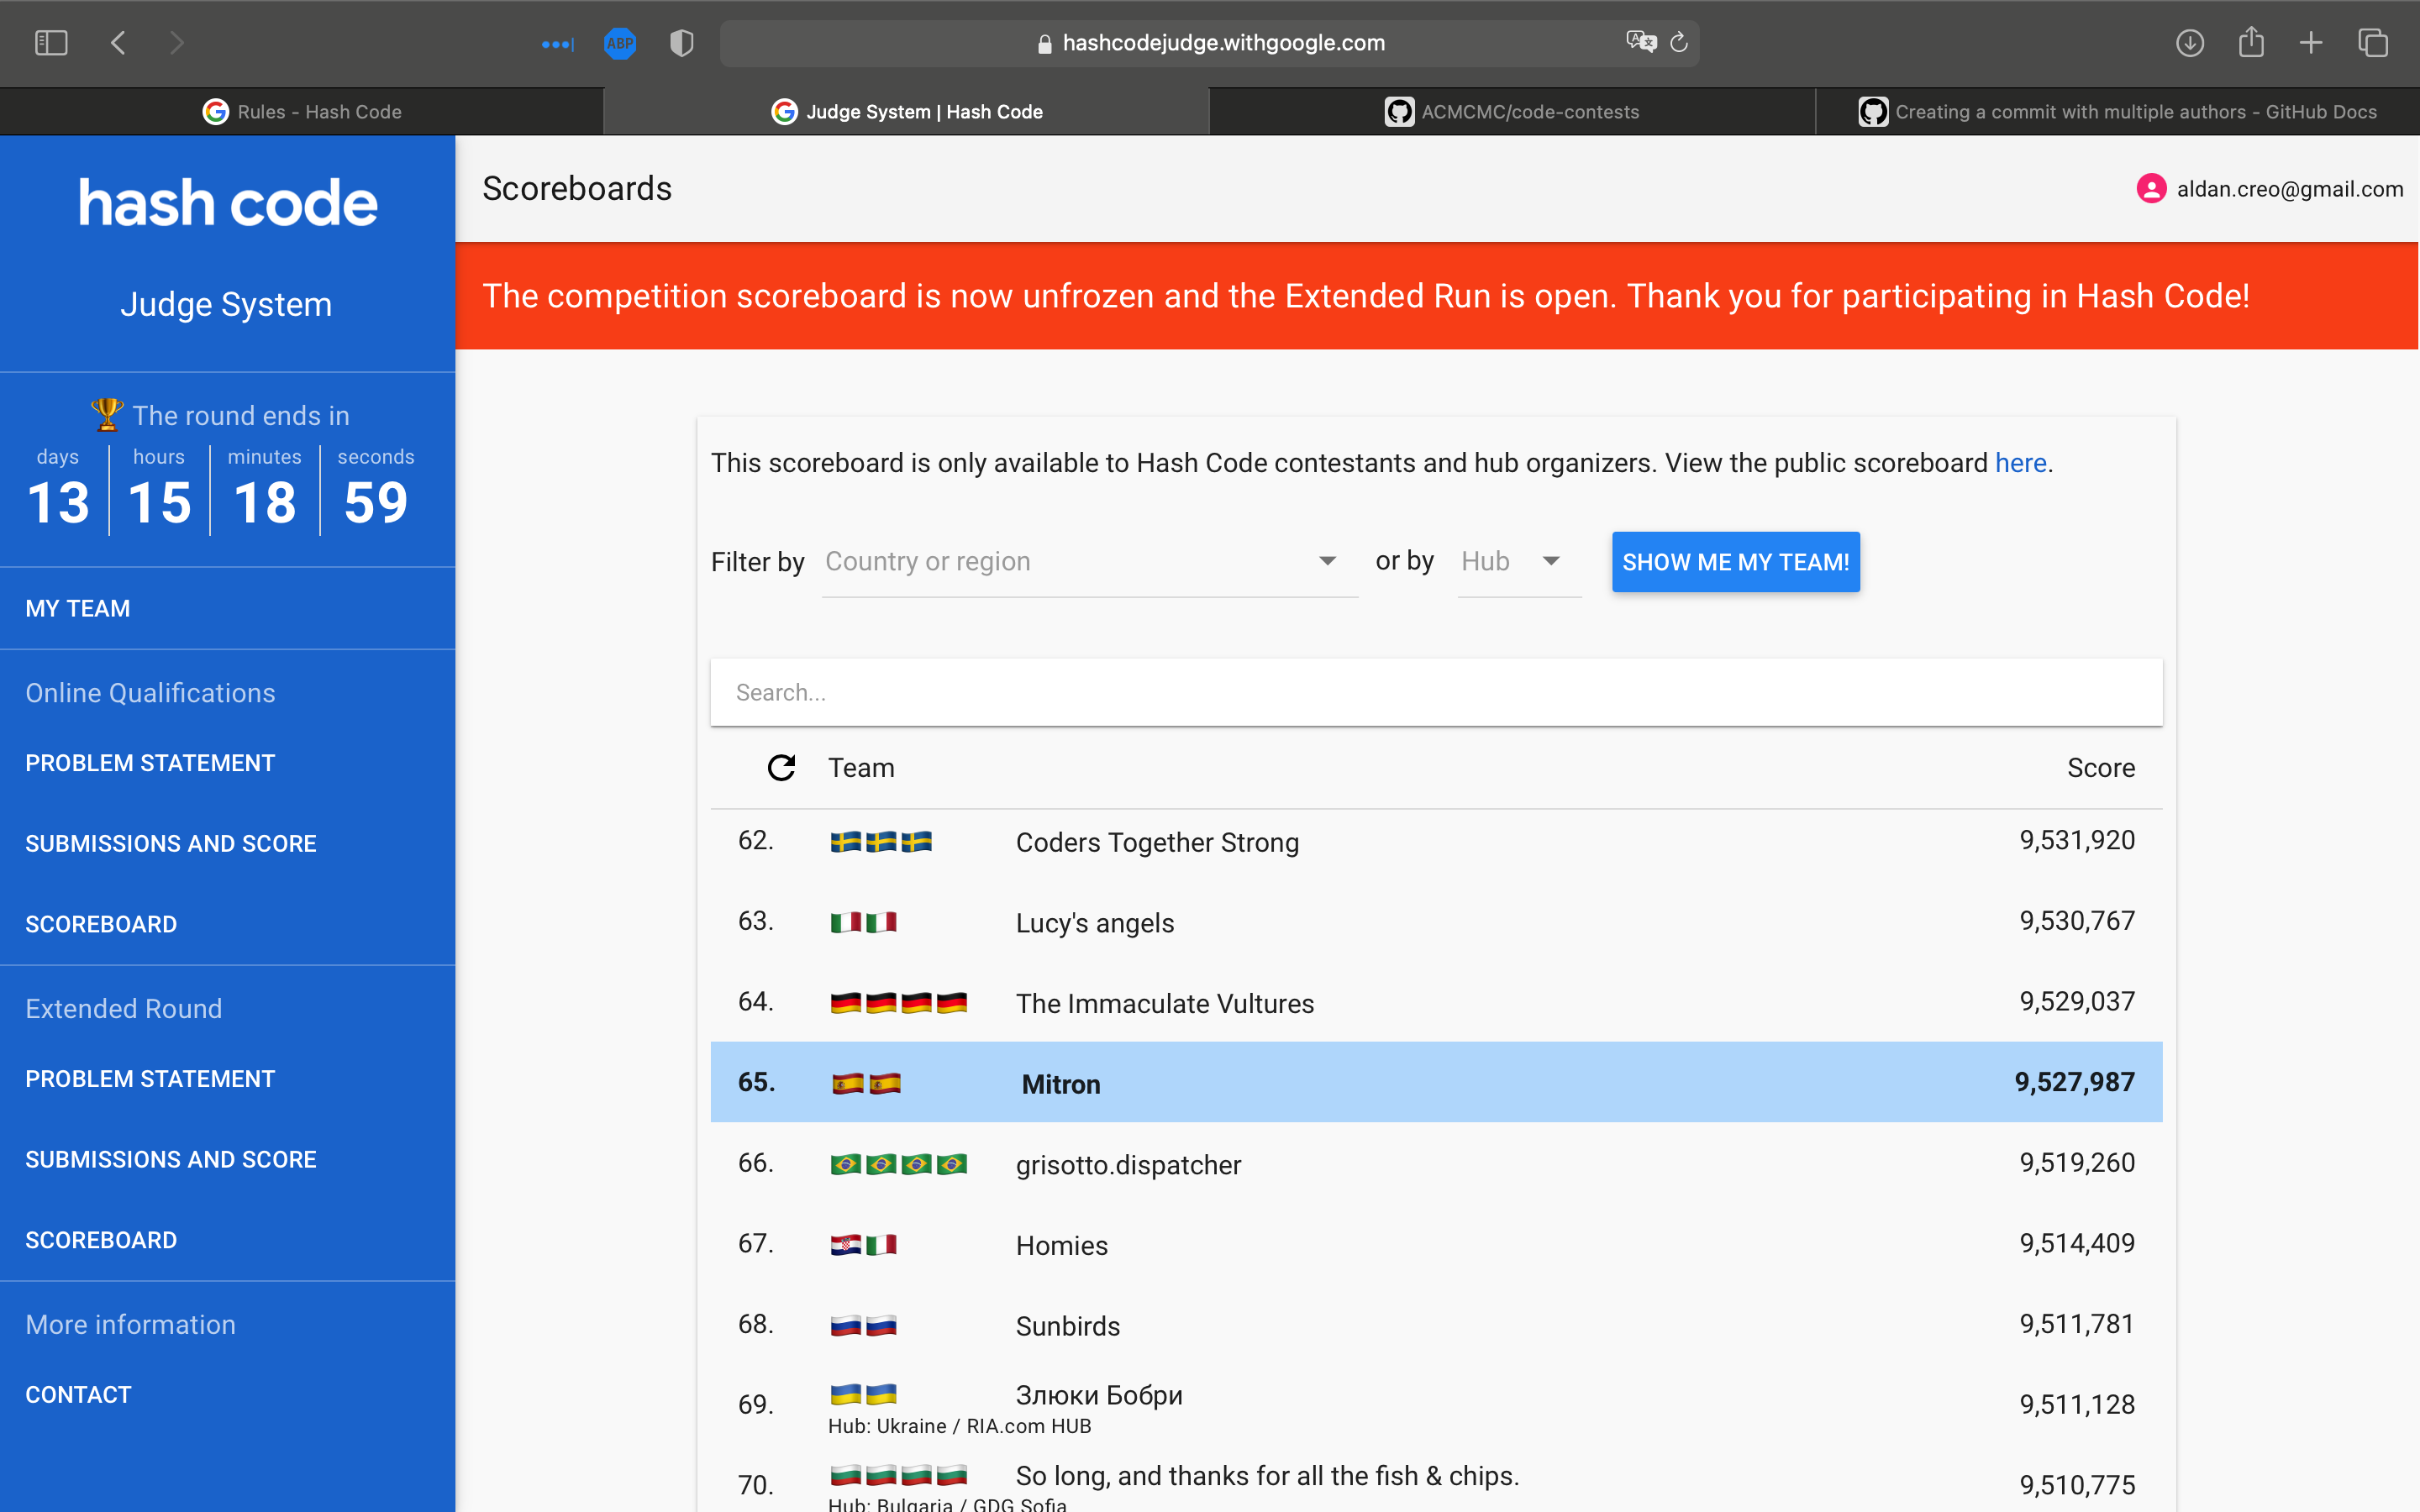 ABP
hashcodejudge.withgoogle.com
Rules - Hash Code
Judge System | Hash Code
ACMCMC/code-contests
Creating a commit with multiple authors - GitHub Docs
hash code
Judge System
The round ends in
days hours minutes seconds
13 15 18 59
MY TEAM
Online Qualifications
PROBLEM STATEMENT
SUBMISSIONS AND SCORE
SCOREBOARD
Extended Round
PROBLEM STATEMENT
SUBMISSIONS AND SCORE
SCOREBOARD
More information
CONTACT
Scoreboards
aldan.creo@gmail.com
The competition scoreboard is now unfrozen and the Extended Run is open. Thank you for participating in Hash Code!
This scoreboard is only available to Hash Code contestants and hub organizers. View the public scoreboard here.
Filter by Country or region or by Hub SHOW ME MY TEAM!
Search...
Team Score
62. Coders Together Strong 9,531,920
63. Lucy's angels 9,530,767
64. The Immaculate Vultures 9,529,037
65. Mitron 9,527,987
66. grisotto.dispatcher 9,519,260
67. Homies 9,514,409
68. Sunbirds 9,511,781
69. Злюки Бобри 9,511,128
Hub: Ukraine / RIA.com HUB
70. So long, and thanks for all the fish & chips. 9,510,775
Hub: Bulgaria / GDG Sofia